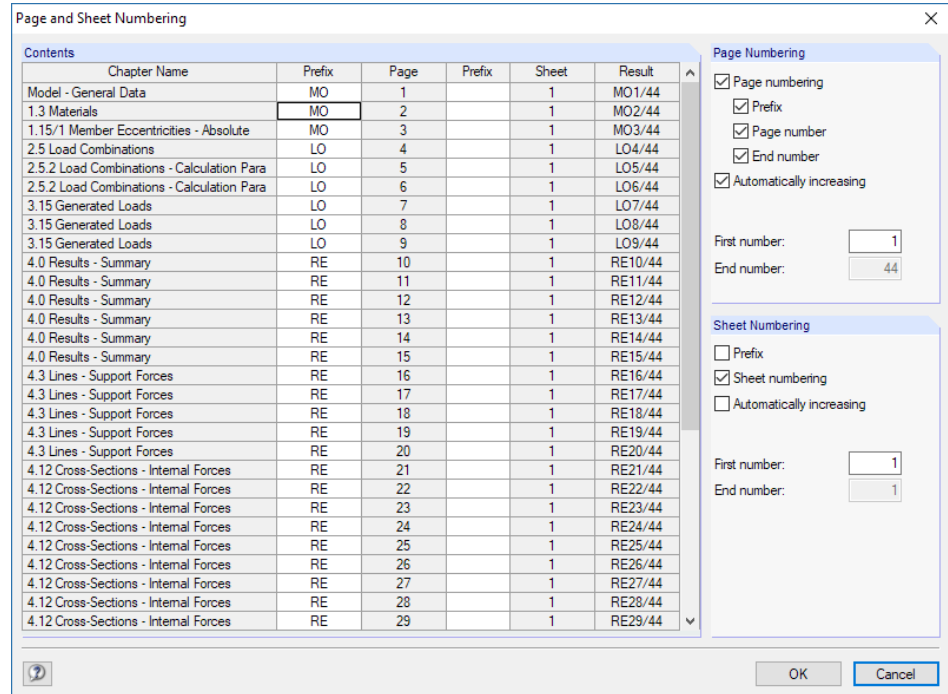 Page and Sheet Numbering
Contents
Chapter Name Prefix Page Prefix Sheet Result
Model - General Data MO 1 1 MO1/44
1.3 Materials MO 2 1 MO2/44
1.15/1 Member Eccentricities - Absolute MO 3 1 MO3/44
2.5 Load Combinations LO 4 1 LO4/44
2.5.2 Load Combinations - Calculation Para LO 5 1 LO5/44
2.5.2 Load Combinations - Calculation Para LO 6 1 LO6/44
3.15 Generated Loads LO 7 1 LO7/44
3.15 Generated Loads LO 8 1 LO8/44
3.15 Generated Loads LO 9 1 LO9/44
4.0 Results - Summary RE 10 1 RE10/44
4.0 Results - Summary RE 11 1 RE11/44
4.0 Results - Summary RE 12 1 RE12/44
4.0 Results - Summary RE 13 1 RE13/44
4.0 Results - Summary RE 14 1 RE14/44
4.0 Results - Summary RE 15 1 RE15/44
4.3 Lines - Support Forces RE 16 1 RE16/44
4.3 Lines - Support Forces RE 17 1 RE17/44
4.3 Lines - Support Forces RE 18 1 RE18/44
4.3 Lines - Support Forces RE 19 1 RE19/44
4.3 Lines - Support Forces RE 20 1 RE20/44
4.12 Cross-Sections - Internal Forces RE 21 1 RE21/44
4.12 Cross-Sections - Internal Forces RE 22 1 RE22/44
4.12 Cross-Sections - Internal Forces RE 23 1 RE23/44
4.12 Cross-Sections - Internal Forces RE 24 1 RE24/44
4.12 Cross-Sections - Internal Forces RE 25 1 RE25/44
4.12 Cross-Sections - Internal Forces RE 26 1 RE26/44
4.12 Cross-Sections - Internal Forces RE 27 1 RE27/44
4.12 Cross-Sections - Internal Forces RE 28 1 RE28/44
4.12 Cross-Sections - Internal Forces RE 29 1 RE29/44
Page Numbering
Page numbering
Prefix
Page number
End number
Automatically increasing
First number: 1
End number: 44
Sheet Numbering
Prefix
Sheet numbering
Automatically increasing
First number: 1
End number: 1
OK Cancel